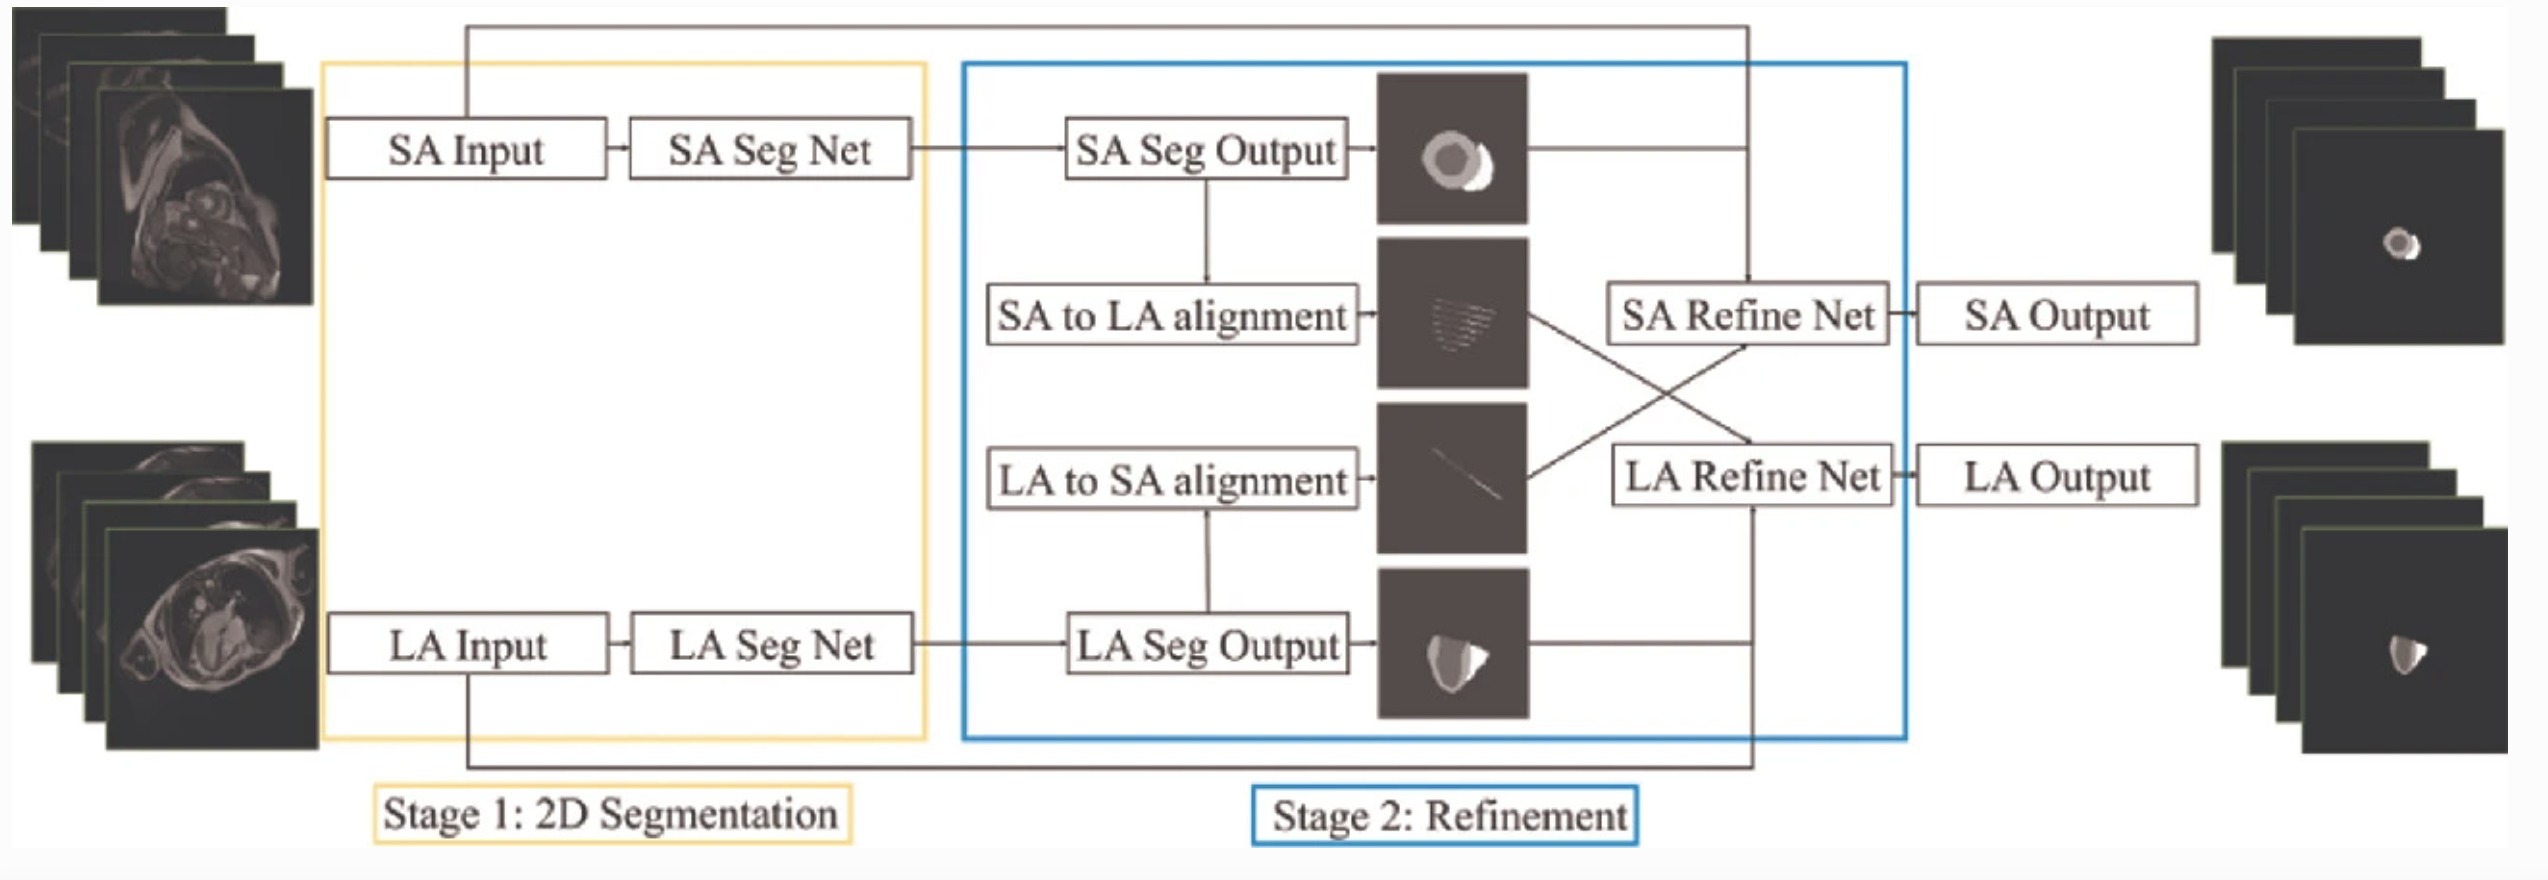 SA Input
SA Seg Net
SA Seg Output
SA to LA alignment
SA Refine Net
SA Output
LA to SA alignment
LA Refine Net
LA Output
LA Input
LA Seg Net
LA Seg Output
Stage 1: 2D Segmentation
Stage 2: Refinement